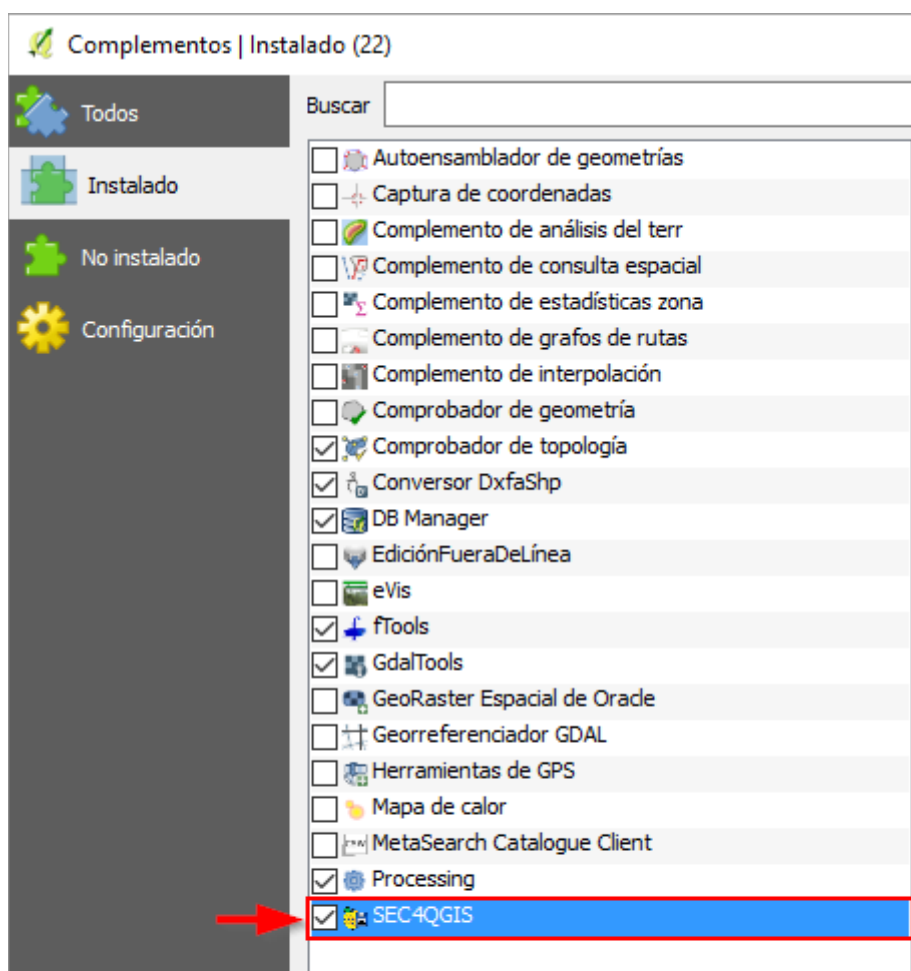 Complementos | Instalado (22)
Todos
Instalado
No instalado
Configuración
Buscar
Autoensamblador de geometrías
Captura de coordenadas
Complemento de análisis del terr
Complemento de consulta espacial
Complemento de estadísticas zona
Complemento de grafos de rutas
Complemento de interpolación
Comprobador de geometría
Comprobador de topología
Conversor DxfaShp
DB Manager
EdiciónFueraDeLínea
eVis
fTools
GdalTools
GeoRaster Espacial de Oracle
Georreferenciador GDAL
Herramientas de GPS
Mapa de calor
MetaSearch Catalogue Client
Processing
SEC4QGIS